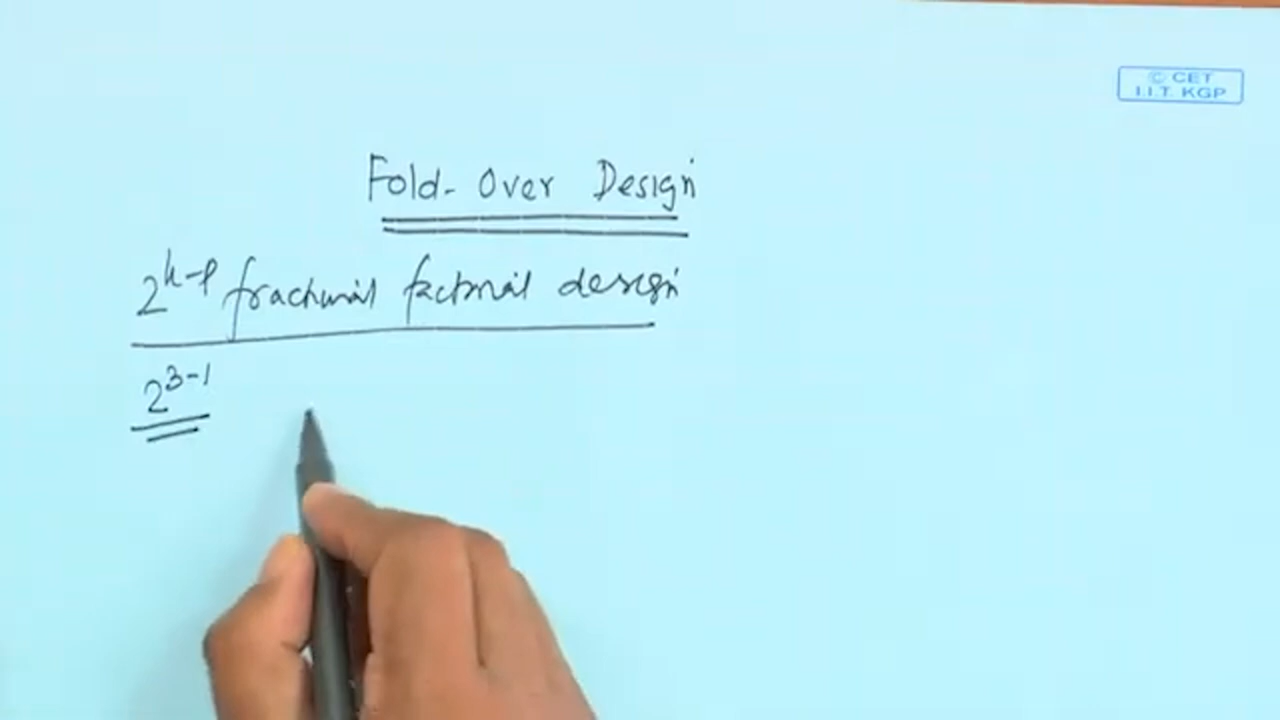 © CET
I.I.T. KGP
Fold-Over Design
2^{k-p} fractional factorial design
2^{3-1}